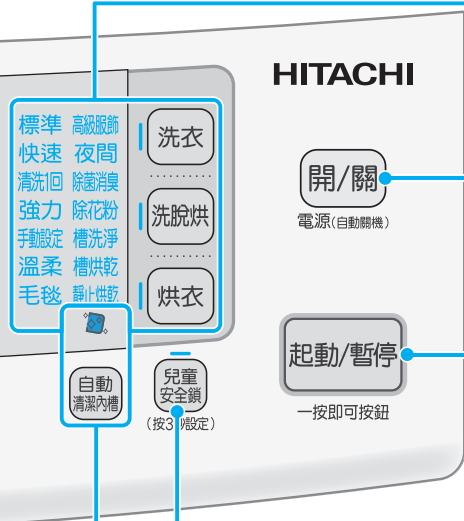 HITACHI
標準 高級服飾
快速 夜間
清洗1回 除菌消臭
強力 除花粉
手動設定 槽洗淨
溫柔 槽烘乾
毛毯 靜止烘乾
洗衣
洗脫烘
烘衣
開/關
電源(自動關機)
起動/暫停
一按即可按鈕
自動
清潔內槽
兒童
安全鎖
(按3 設定)